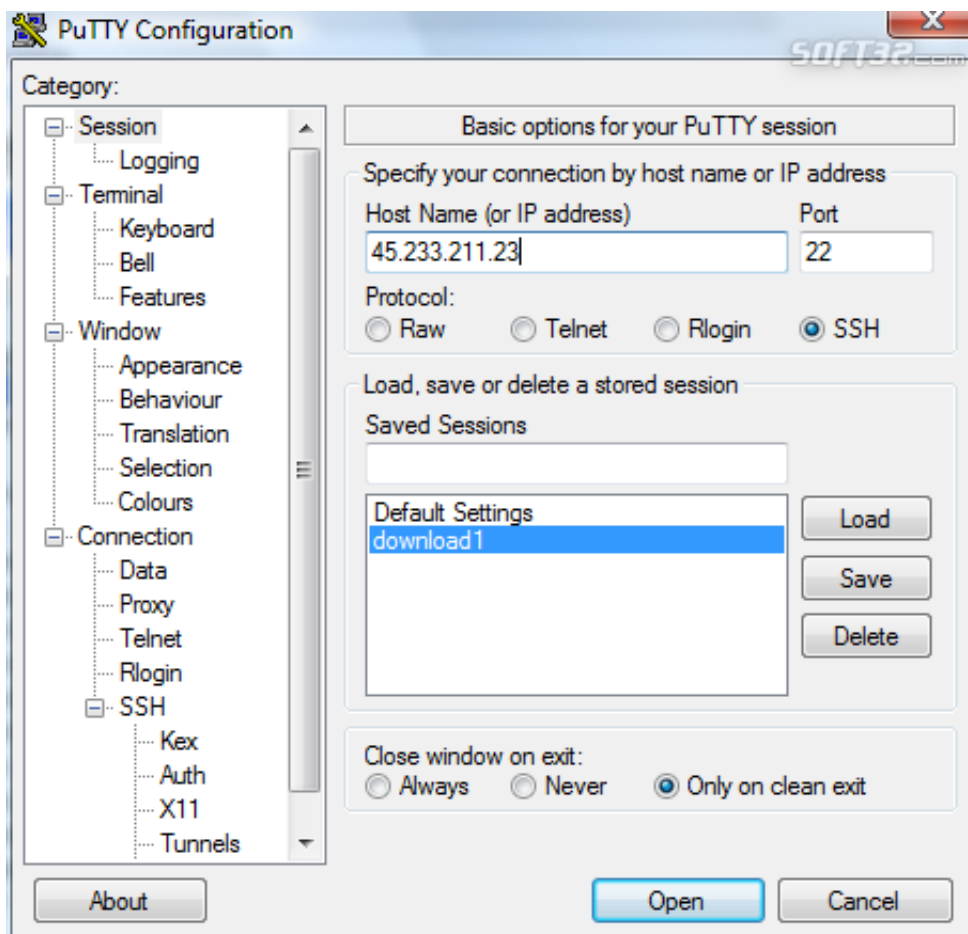 PuTTY Configuration
x
SOFT32.com
Category:
Session
Logging
Terminal
Keyboard
Bell
Features
Window
Appearance
Behaviour
Translation
Selection
Colours
Connection
Data
Proxy
Telnet
Rlogin
SSH
Kex
Auth
X11
Tunnels
Basic options for your PuTTY session
Specify your connection by host name or IP address
Host Name (or IP address) Port
45.233.211.23 22
Protocol:
Raw Telnet Rlogin SSH
Load, save or delete a stored session
Saved Sessions
Default Settings
download1
Load
Save
Delete
Close window on exit:
Always Never Only on clean exit
About Open Cancel